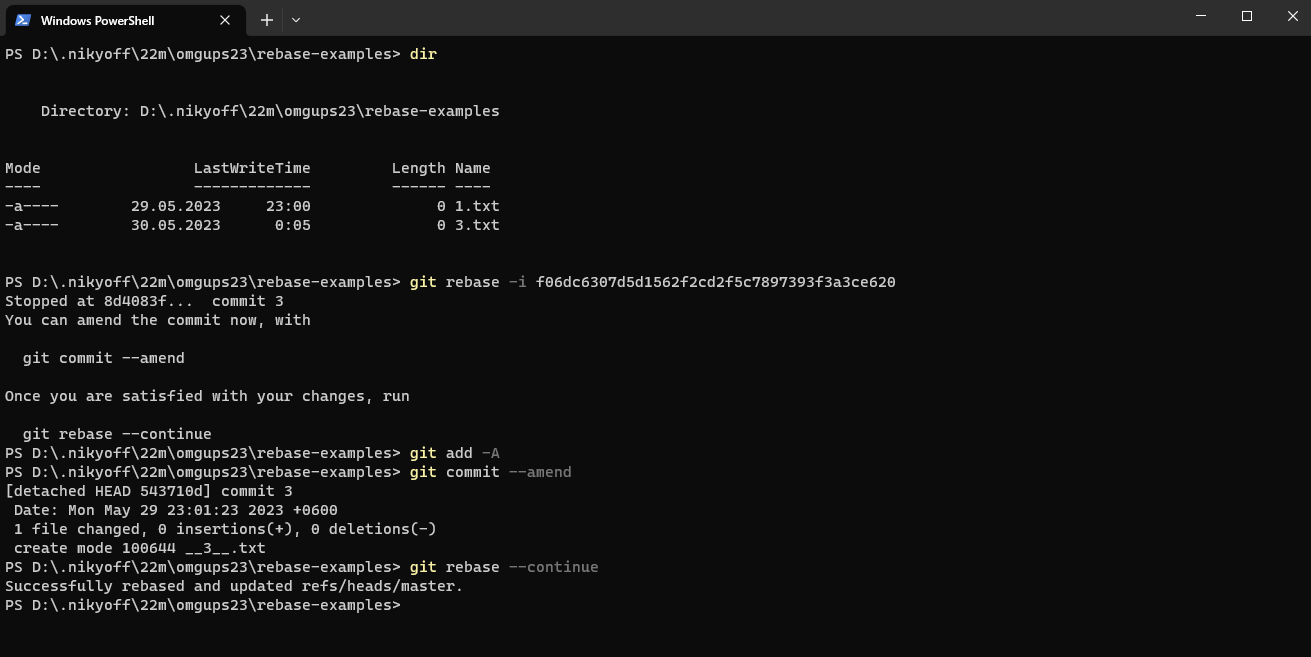 Windows PowerShell
PS D:\.nikyoff\22m\omgups23\rebase-examples> dir
Directory: D:\.nikyoff\22m\omgups23\rebase-examples
Mode                 LastWriteTime         Length Name
----                 -------------         ------ ----
-a----        29.05.2023     23:00              0 1.txt
-a----        30.05.2023      0:05              0 3.txt
PS D:\.nikyoff\22m\omgups23\rebase-examples> git rebase -i f06dc6307d5d1562f2cd2f5c7897393f3a3ce620
Stopped at 8d4083f...  commit 3
You can amend the commit now, with
  git commit --amend
Once you are satisfied with your changes, run
  git rebase --continue
PS D:\.nikyoff\22m\omgups23\rebase-examples> git add -A
PS D:\.nikyoff\22m\omgups23\rebase-examples> git commit --amend
[detached HEAD 543710d] commit 3
 Date: Mon May 29 23:01:23 2023 +0600
 1 file changed, 0 insertions(+), 0 deletions(-)
 create mode 100644 __3__.txt
PS D:\.nikyoff\22m\omgups23\rebase-examples> git rebase --continue
Successfully rebased and updated refs/heads/master.
PS D:\.nikyoff\22m\omgups23\rebase-examples>